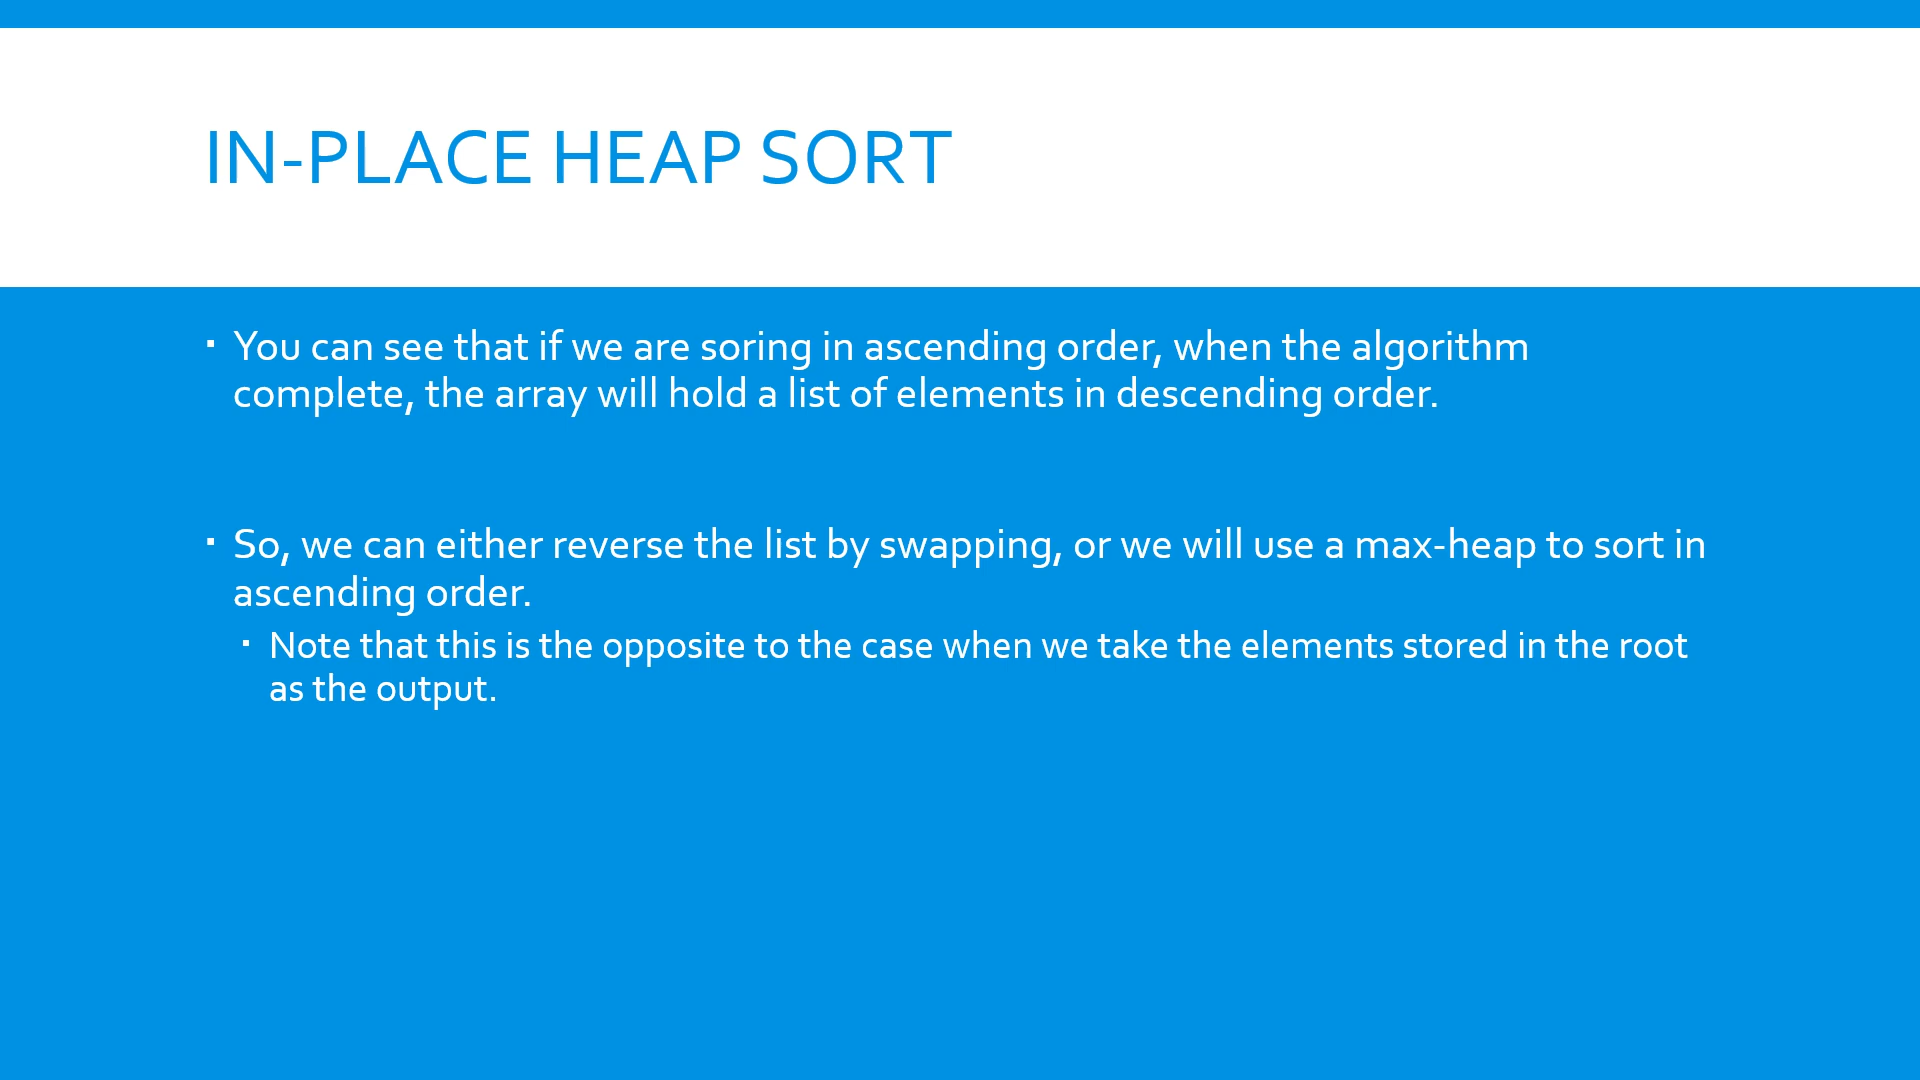 IN-PLACE HEAP SORT
▪ You can see that if we are soring in ascending order, when the algorithm
complete, the array will hold a list of elements in descending order.
▪ So, we can either reverse the list by swapping, or we will use a max-heap to sort in
ascending order.
▪ Note that this is the opposite to the case when we take the elements stored in the root
as the output.